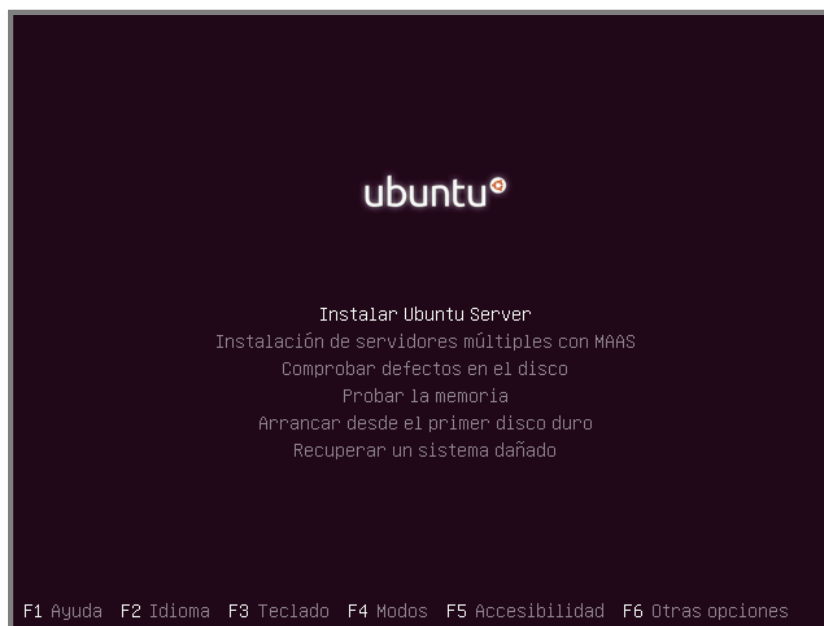 ubuntu
Instalar Ubuntu Server
Instalación de servidores múltiples con MAAS
Comprobar defectos en el disco
Probar la memoria
Arrancar desde el primer disco duro
Recuperar un sistema dañado
F1 Ayuda F2 Idioma F3 Teclado F4 Modos F5 Accesibilidad F6 Otras opciones